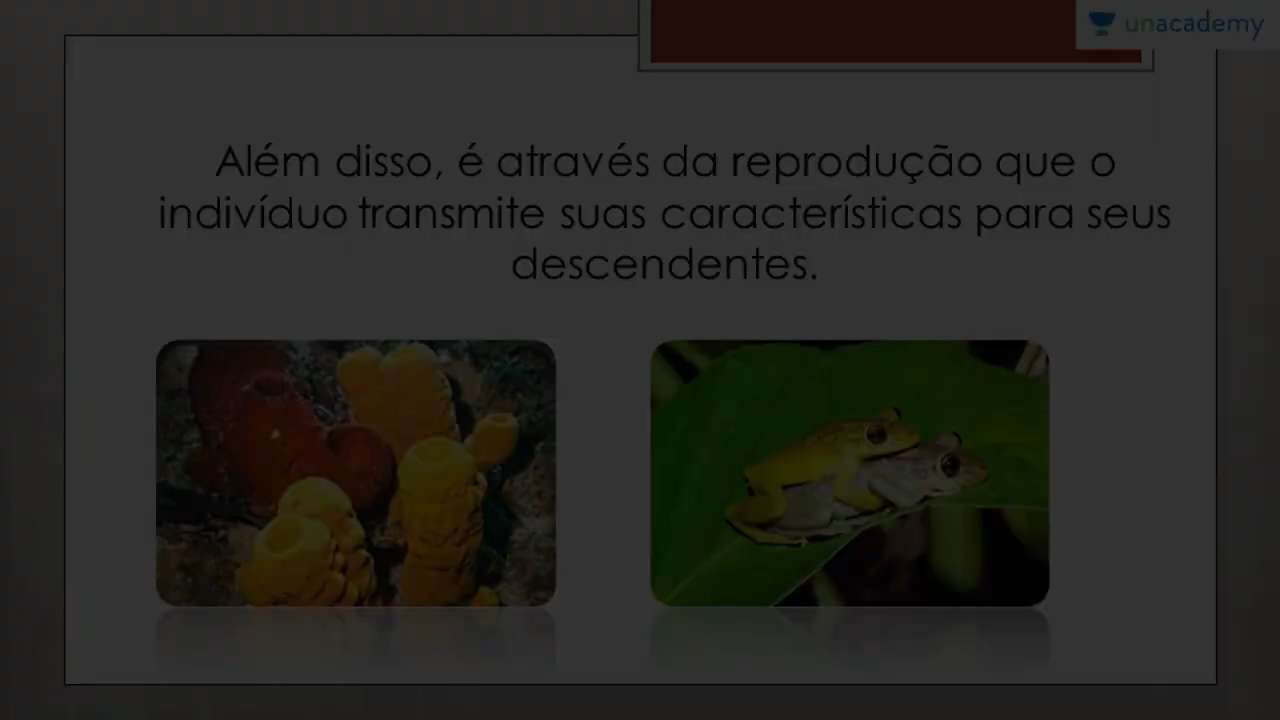 unacademy
Além disso, é através da reprodução que o
indivíduo transmite suas características para seus
descendentes.